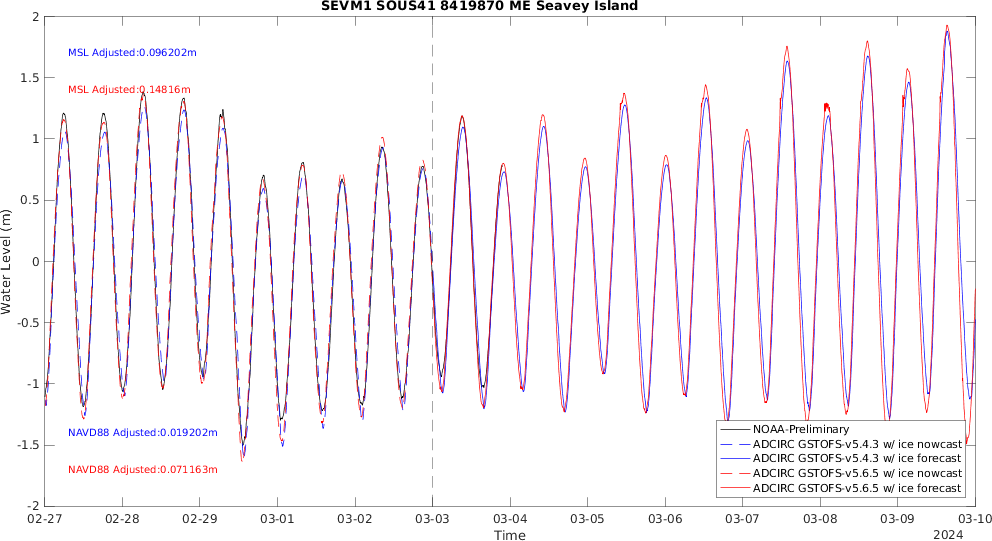 SEVM1 SOUS41 8419870 ME Seavey Island
2
1.5
1
0.5
0
-0.5
-1
-1.5
-2
Water Level (m)
MSL Adjusted:0.096202m
MSL Adjusted:0.14816m
NAVD88 Adjusted:0.019202m
NAVD88 Adjusted:0.071163m
NOAA-Preliminary
ADCIRC GSTOFS-v5.4.3 w/ ice nowcast
ADCIRC GSTOFS-v5.4.3 w/ ice forecast
ADCIRC GSTOFS-v5.6.5 w/ ice nowcast
ADCIRC GSTOFS-v5.6.5 w/ ice forecast
02-27 02-28 02-29 03-01 03-02 03-03 03-04 03-05 03-06 03-07 03-08 03-09 03-10
Time
2024